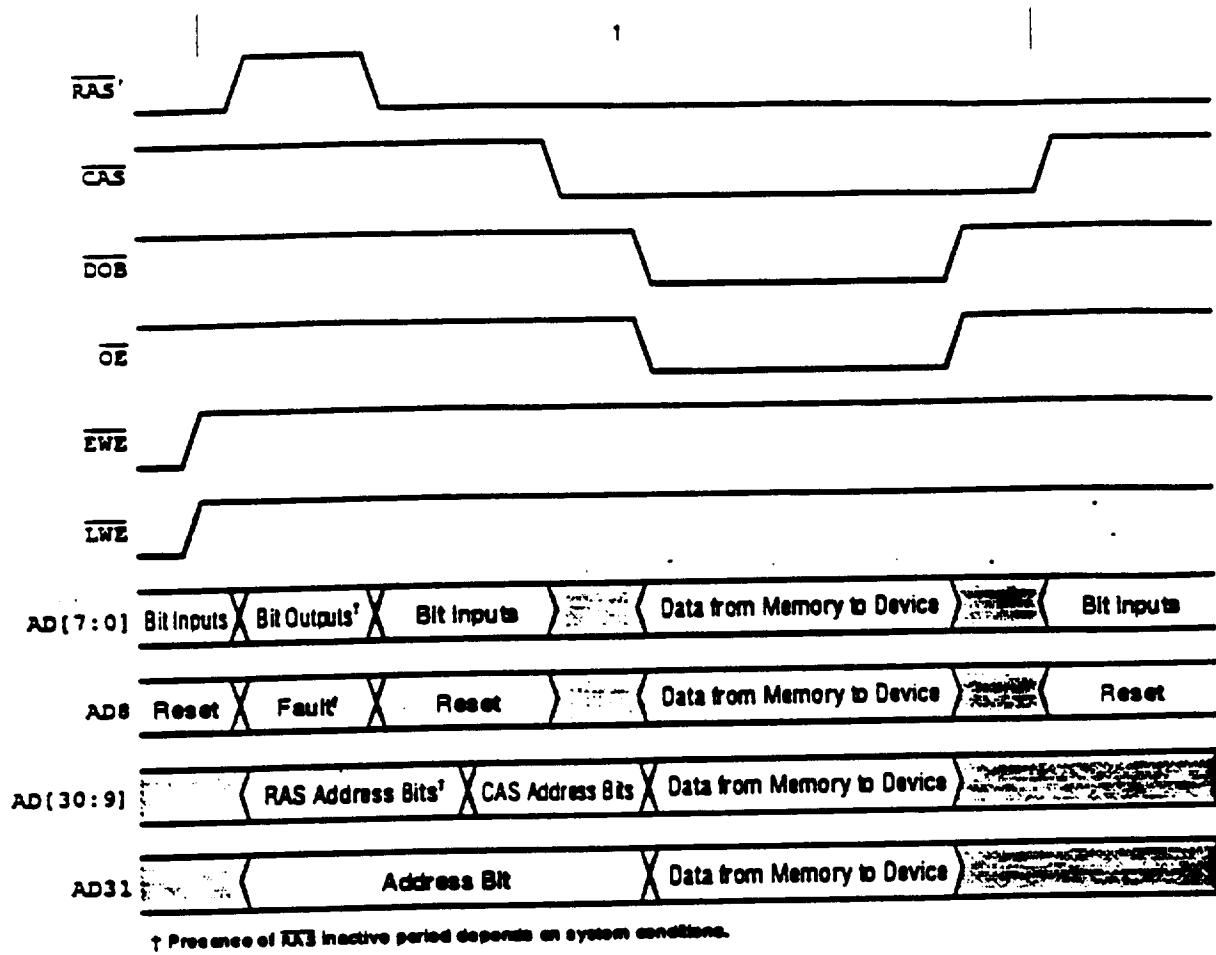 †
RAS'
CAS
DOB
OE
EWE
LWE
AD[7:0] Bit Inputs Bit Outputs† Bit Inputs Data from Memory to Device Bit Inputs
AD8 Reset Fault Reset Data from Memory to Device Reset
AD[30:9] RAS Address Bits† CAS Address Bits Data from Memory to Device
AD31 Address Bit Data from Memory to Device
† Presence of RAS inactive period depends on system conditions.